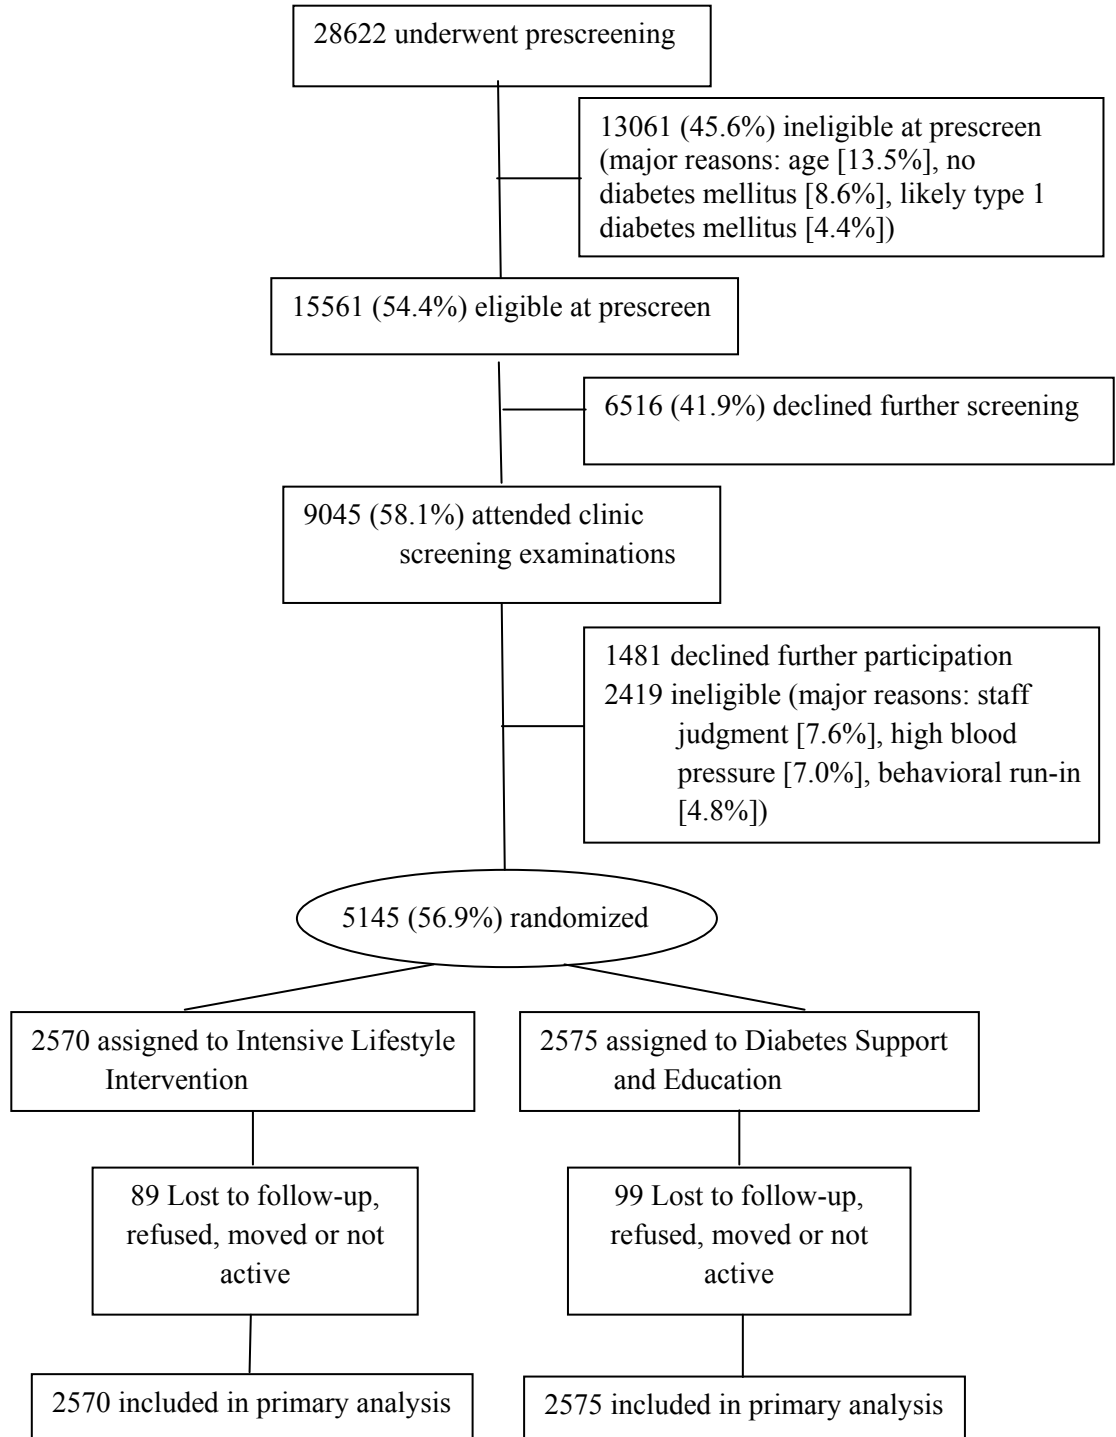 28622 underwent prescreening
13061 (45.6%) ineligible at prescreen
(major reasons: age [13.5%], no
diabetes mellitus [8.6%], likely type 1
diabetes mellitus [4.4%])
15561 (54.4%) eligible at prescreen
6516 (41.9%) declined further screening
9045 (58.1%) attended clinic
screening examinations
1481 declined further participation
2419 ineligible (major reasons: staff
judgment [7.6%], high blood
pressure [7.0%], behavioral run-in
[4.8%])
5145 (56.9%) randomized
2570 assigned to Intensive Lifestyle
Intervention
2575 assigned to Diabetes Support
and Education
89 Lost to follow-up,
refused, moved or not
active
99 Lost to follow-up,
refused, moved or not
active
2570 included in primary analysis
2575 included in primary analysis